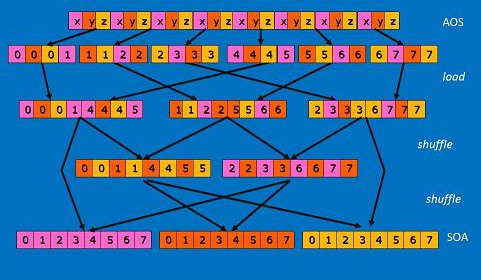 x y z x y z x y z x y z x y z x y z x y z x y z AOS
0 0 0 1 1 1 2 2 2 3 3 3 4 4 4 5 5 5 6 6 6 7 7 7
load
0 0 0 1 4 4 4 5 1 1 2 2 5 5 6 6 2 3 3 3 6 7 7 7
shuffle
0 0 1 1 4 4 5 5 2 2 3 3 6 6 7 7
shuffle
0 1 2 3 4 5 6 7 0 1 2 3 4 5 6 7 0 1 2 3 4 5 6 7 SOA